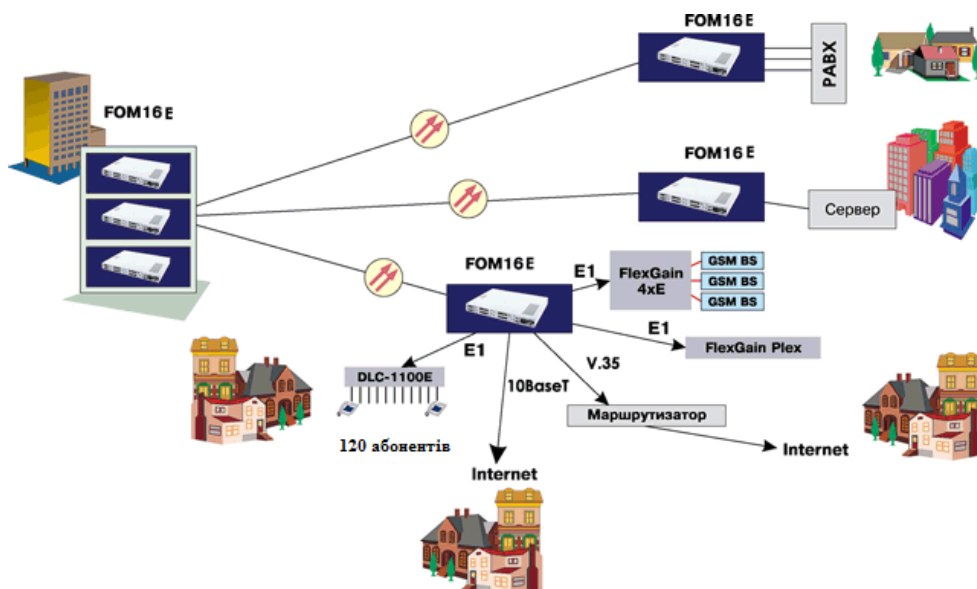 FOM16E
PABX
FOM16E
FOM16E
Сервер
FOM16E
E1
FlexGain
4xE
GSM BS
GSM BS
GSM BS
E1
FlexGain Plex
E1
DLC-1100E
V.35
10BaseT
Маршрутизатор
120 абонентів
Internet
Internet